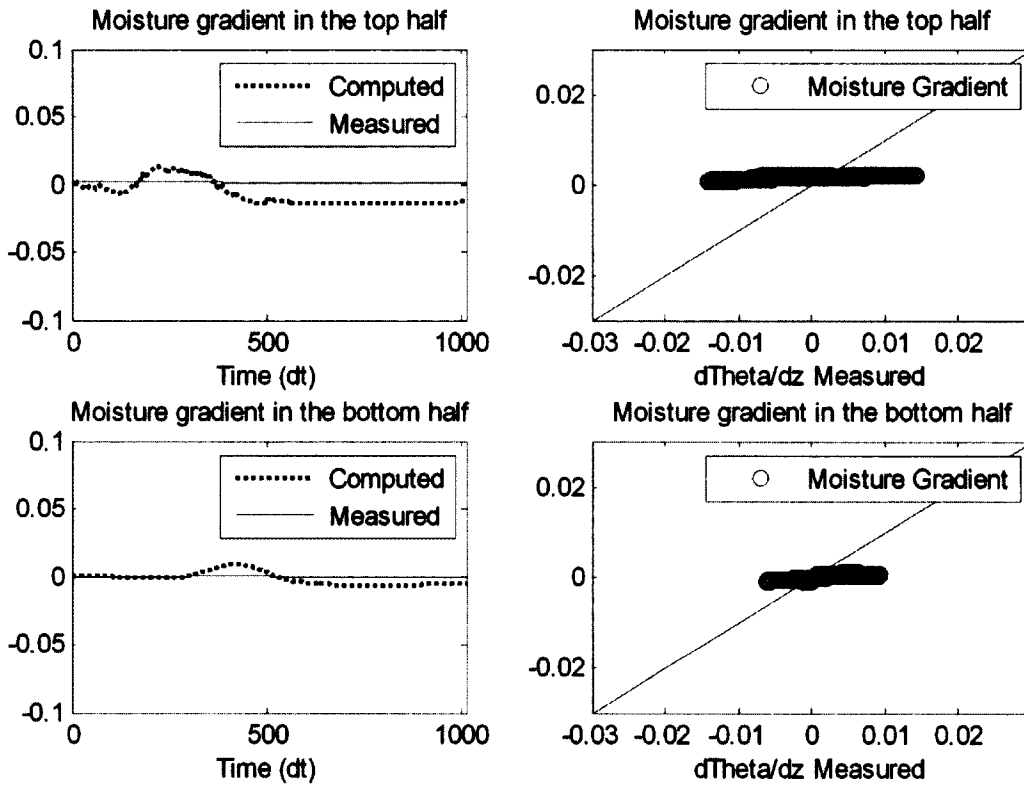 Moisture gradient in the top half
0.1
0.05
0
-0.05
-0.1
Computed
Measured
0
500
1000
Time (dt)
Moisture gradient in the top half
0.02
0
-0.02
Moisture Gradient
-0.03 -0.02 -0.01 0 0.01 0.02
dTheta/dz Measured
Moisture gradient in the bottom half
0.1
0.05
0
-0.05
-0.1
Computed
Measured
0
500
1000
Time (dt)
Moisture gradient in the bottom half
0.02
0
-0.02
Moisture Gradient
-0.03 -0.02 -0.01 0 0.01 0.02
dTheta/dz Measured